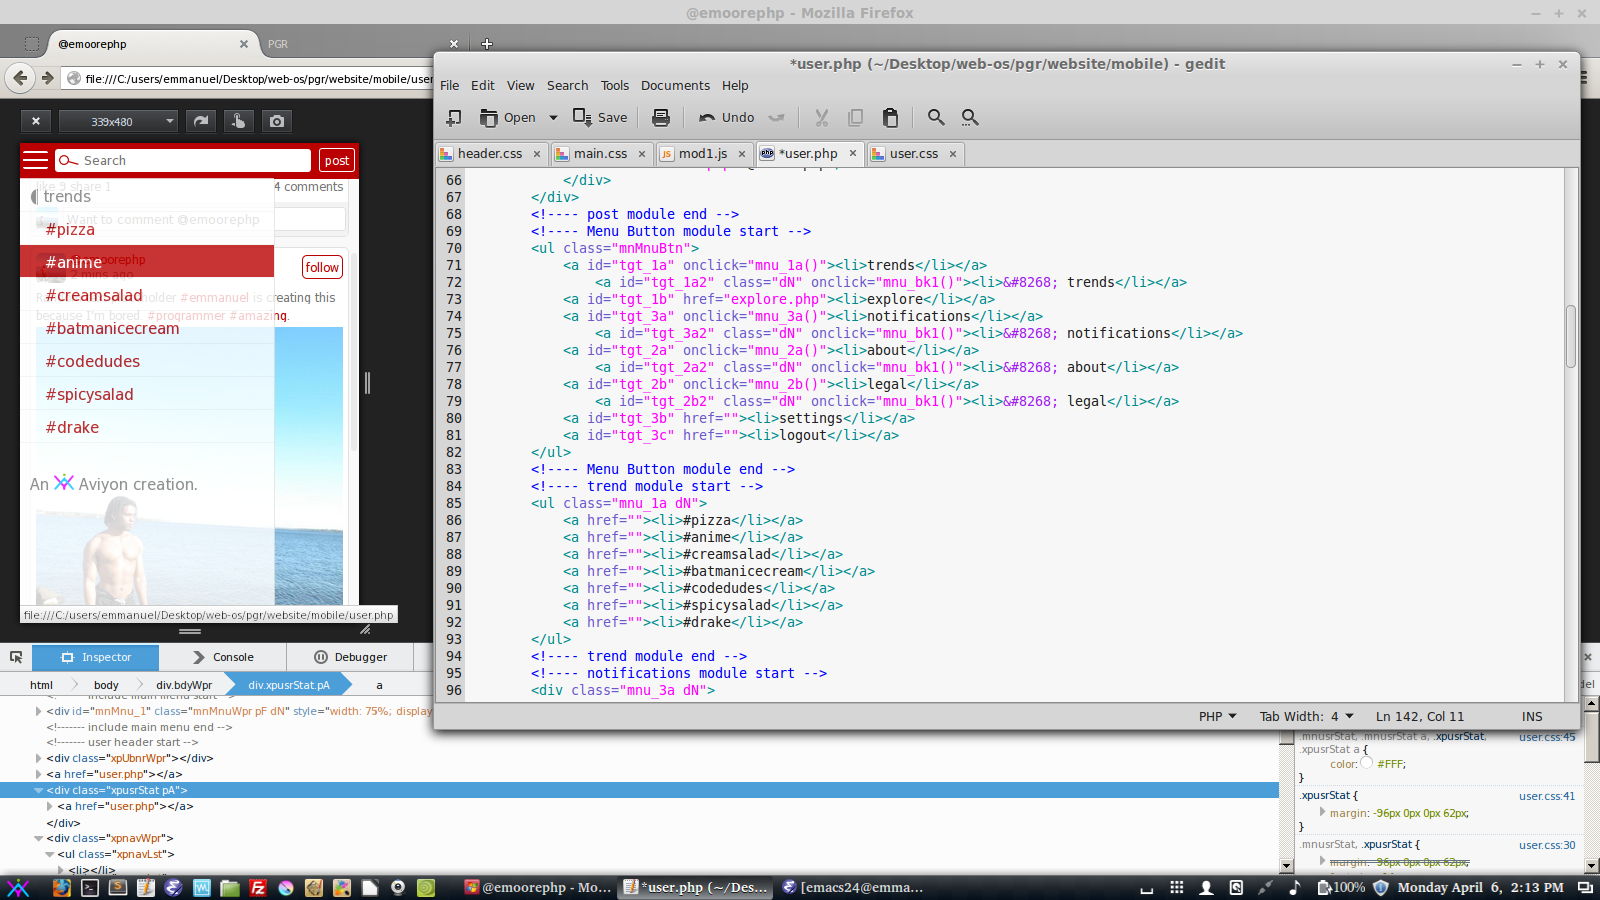 @emoorephp - Mozilla Firefox
@emoorephp
PGR
file:///C:/users/emmanuel/Desktop/web-os/pgr/website/mobile/user
339x480
Search
post
like 9 share 1
4 comments
trends
Want to comment @emoorephp
#pizza
#anime
follow
2 mins ago
#creamsalad
holder #emmanuel is creating this
because I'm bored. #programmer #amazing.
#batmanicecream
#codedudes
#spicysalad
#drake
An Aviyon creation.
file:///C:/users/emmanuel/Desktop/web-os/pgr/website/mobile/user.php
*user.php (~/Desktop/web-os/pgr/website/mobile) - gedit
File Edit View Search Tools Documents Help
Open Save Undo
header.css main.css mod1.js *user.php user.css
66 </div>
67 </div>
68 <!---- post module end -->
69 <!---- Menu Button module start -->
70 <ul class="mnMnuBtn">
71 <a id="tgt_1a" onclick="mnu_1a()"><li>trends</li></a>
72 <a id="tgt_1a2" class="dN" onclick="mnu_bk1()"><li>&#8268; trends</li></a>
73 <a id="tgt_1b" href="explore.php"><li>explore</li></a>
74 <a id="tgt_3a" onclick="mnu_3a()"><li>notifications</li></a>
75 <a id="tgt_3a2" class="dN" onclick="mnu_bk1()"><li>&#8268; notifications</li></a>
76 <a id="tgt_2a" onclick="mnu_2a()"><li>about</li></a>
77 <a id="tgt_2a2" class="dN" onclick="mnu_bk1()"><li>&#8268; about</li></a>
78 <a id="tgt_2b" onclick="mnu_2b()"><li>legal</li></a>
79 <a id="tgt_2b2" class="dN" onclick="mnu_bk1()"><li>&#8268; legal</li></a>
80 <a id="tgt_3b" href=""><li>settings</li></a>
81 <a id="tgt_3c" href=""><li>logout</li></a>
82 </ul>
83 <!---- Menu Button module end -->
84 <!---- trend module start -->
85 <ul class="mnu_1a dN">
86 <a href=""><li>#pizza</li></a>
87 <a href=""><li>#anime</li></a>
88 <a href=""><li>#creamsalad</li></a>
89 <a href=""><li>#batmanicecream</li></a>
90 <a href=""><li>#codedudes</li></a>
91 <a href=""><li>#spicysalad</li></a>
92 <a href=""><li>#drake</li></a>
93 </ul>
94 <!---- trend module end -->
95 <!---- notifications module start -->
96 <div class="mnu_3a dN">
PHP Tab Width: 4 Ln 142, Col 11 INS
Inspector Console Debugger
html body div.bdyWpr div.xpusrStat.pA a
<div id="mnMnu_1" class="mnMnuWpr pF dN" style="width: 75%; display
<!------- include main menu end -->
<!------- user header start -->
<div class="xpUbnrWpr"></div>
<a href="user.php"></a>
<div class="xpusrStat pA">
<a href="user.php"></a>
</div>
<div class="xpnavWpr">
<ul class="xpnavLst">
<li></li>
.mnusrStat, .mnusrStat a, .xpusrStat, user.css:45
.xpusrStat a {
color: #FFF;
}
.xpusrStat { user.css:41
margin: -96px 0px 0px 62px;
}
.mnusrStat, .xpusrStat { user.css:30
margin: -96px 0px 0px 62px;
@emoorephp - Mo... *user.php (~/Des... [emacs24@emma...
100% Monday April 6, 2:13 PM